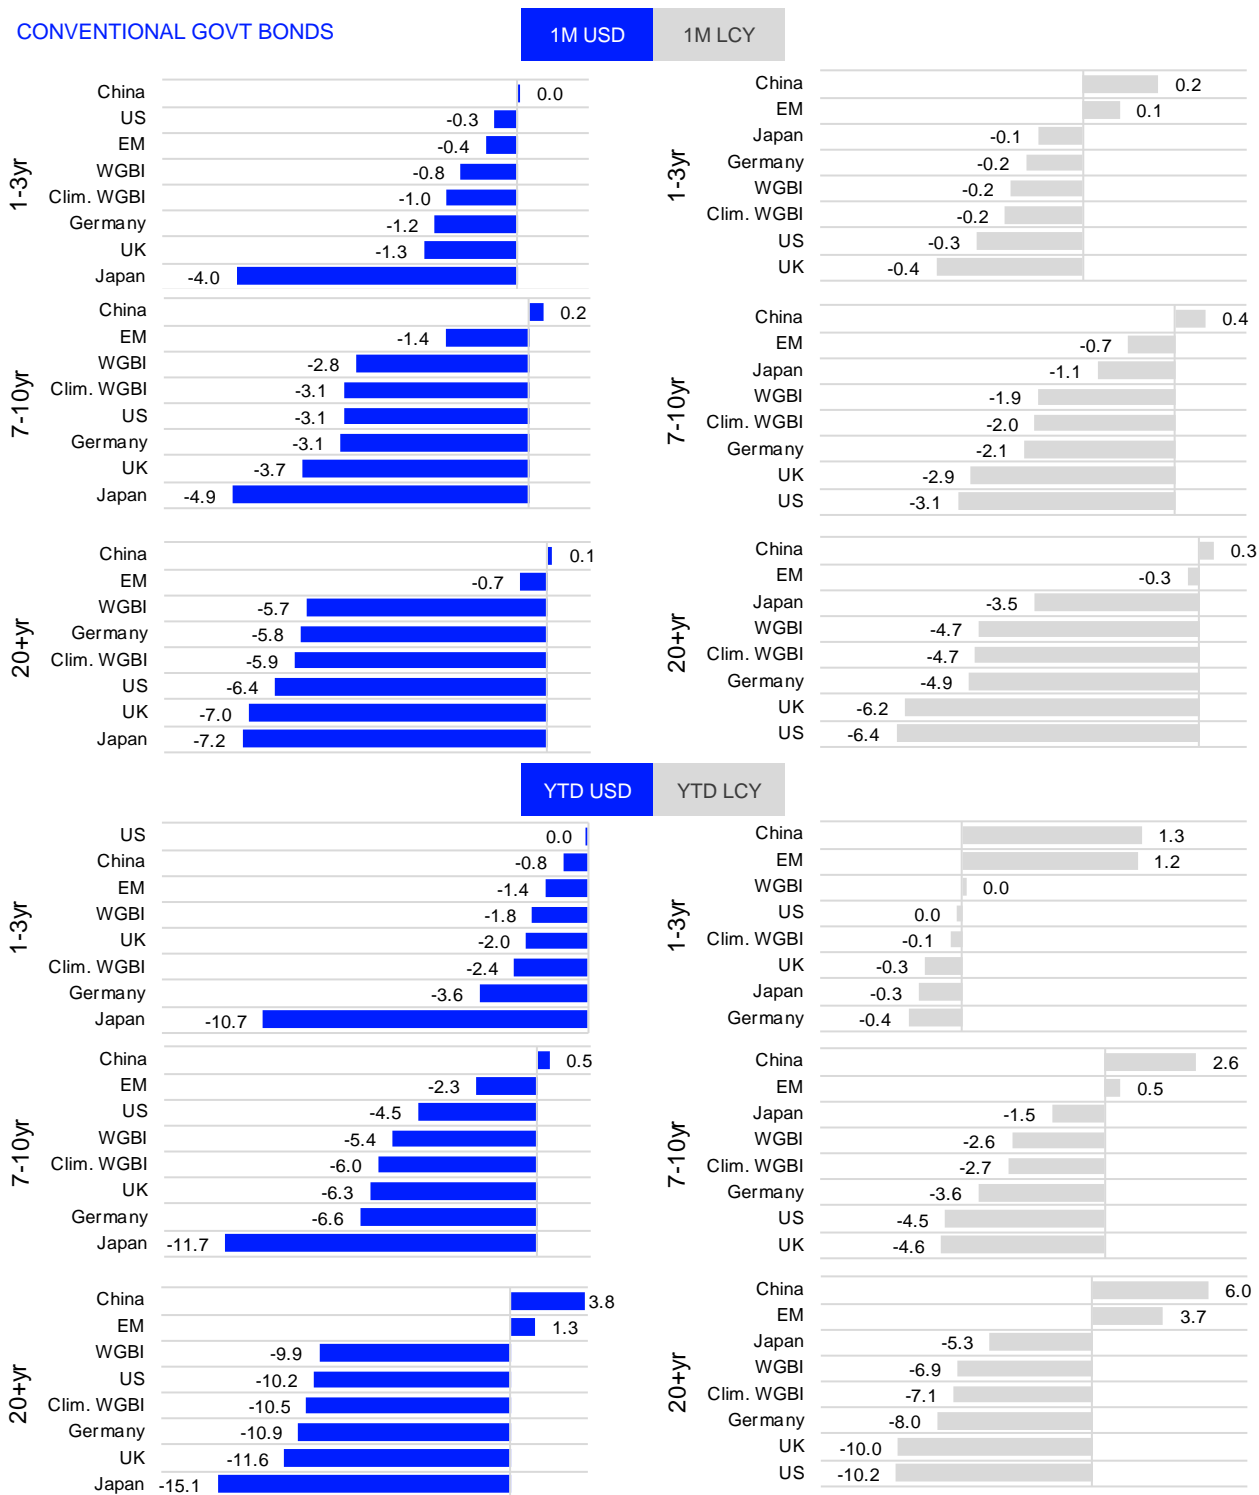 CONVENTIONAL GOVT BONDS
1M USD
1M LCY
1-3yr
China 0.0
US -0.3
EM -0.4
WGBI -0.8
Clim. WGBI -1.0
Germany -1.2
UK -1.3
Japan -4.0
7-10yr
China 0.2
EM -1.4
WGBI -2.8
Clim. WGBI -3.1
US -3.1
Germany -3.1
UK -3.7
Japan -4.9
20+yr
China 0.1
EM -0.7
WGBI -5.7
Germany -5.8
Clim. WGBI -5.9
US -6.4
UK -7.0
Japan -7.2
1-3yr
China 0.2
EM 0.1
Japan -0.1
Germany -0.2
WGBI -0.2
Clim. WGBI -0.2
US -0.3
UK -0.4
7-10yr
China 0.4
EM -0.7
Japan -1.1
WGBI -1.9
Clim. WGBI -2.0
Germany -2.1
UK -2.9
US -3.1
20+yr
China 0.3
EM -0.3
Japan -3.5
WGBI -4.7
Clim. WGBI -4.7
Germany -4.9
UK -6.2
US -6.4
YTD USD
YTD LCY
1-3yr
US 0.0
China -0.8
EM -1.4
WGBI -1.8
UK -2.0
Clim. WGBI -2.4
Germany -3.6
Japan -10.7
7-10yr
China 0.5
EM -2.3
US -4.5
WGBI -5.4
Clim. WGBI -6.0
UK -6.3
Germany -6.6
Japan -11.7
20+yr
China 3.8
EM 1.3
WGBI -9.9
US -10.2
Clim. WGBI -10.5
Germany -10.9
UK -11.6
Japan -15.1
1-3yr
China 1.3
EM 1.2
WGBI 0.0
US 0.0
Clim. WGBI -0.1
UK -0.3
Japan -0.3
Germany -0.4
7-10yr
China 2.6
EM 0.5
Japan -1.5
WGBI -2.6
Clim. WGBI -2.7
Germany -3.6
US -4.5
UK -4.6
20+yr
China 6.0
EM 3.7
Japan -5.3
WGBI -6.9
Clim. WGBI -7.1
Germany -8.0
UK -10.0
US -10.2